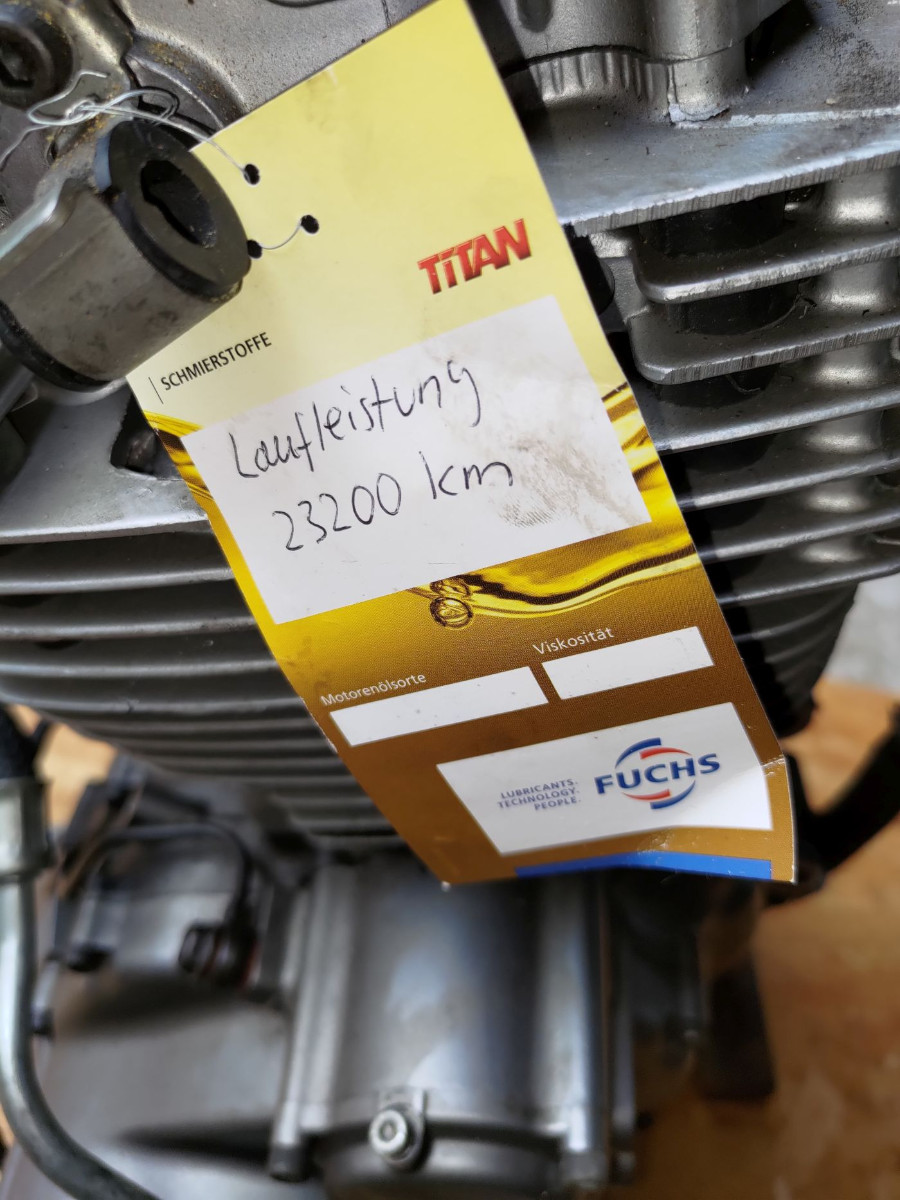 TiTAN
SCHMIERSTOFFE
Laufleistung
23200 km
Motorenölsorte
Viskosität
LUBRICANTS.
TECHNOLOGY.
PEOPLE.
FUCHS